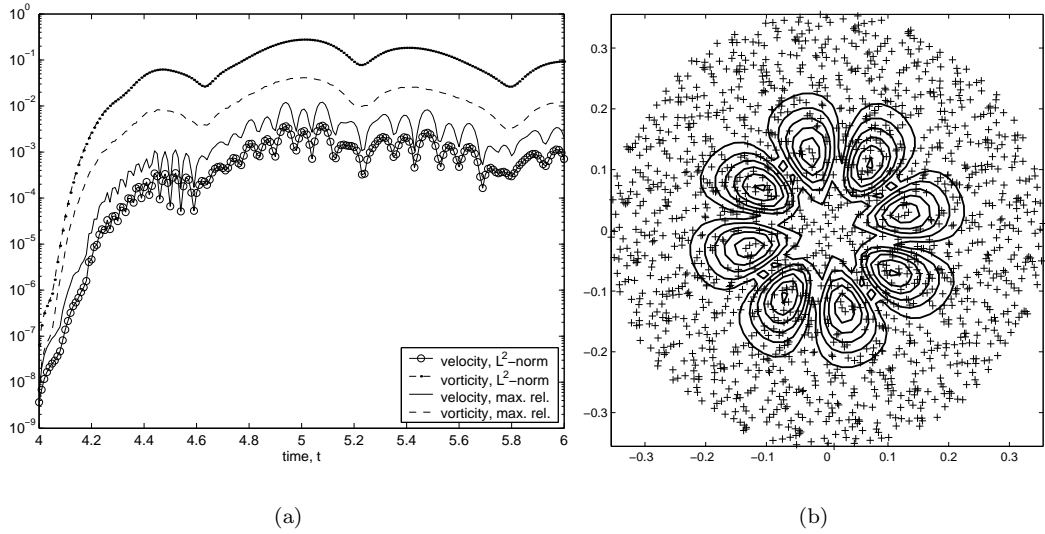 10^0
10^-1
10^-2
10^-3
10^-4
10^-5
10^-6
10^-7
10^-8
10^-9
4 4.2 4.4 4.6 4.8 5 5.2 5.4 5.6 5.8 6
time, t
velocity, L^2-norm
vorticity, L^2-norm
velocity, max. rel.
vorticity, max. rel.
(a)
0.3
0.2
0.1
0
-0.1
-0.2
-0.3
-0.3 -0.2 -0.1 0 0.1 0.2 0.3
(b)